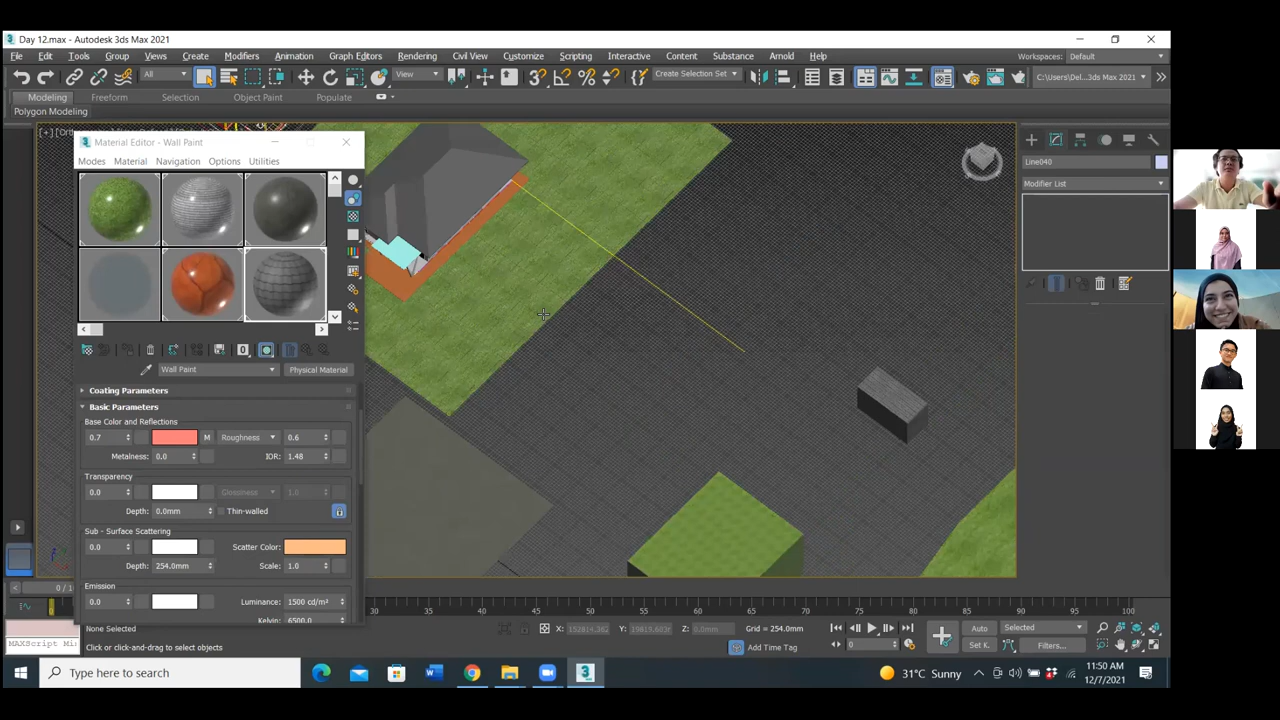 Day 12.max - Autodesk 3ds Max 2021
File Edit Tools Group Views Create Modifiers Animation Graph Editors Rendering Civil View Customize Scripting Interactive Content Substance Arnold Help
Workspaces: Default
All
View
Create Selection Set
C:\Users\Del...3ds Max 2021
Modeling Freeform Selection Object Paint Populate
Polygon Modeling
Material Editor - Wall Paint
Modes Material Navigation Options Utilities
Line040
Modifier List
Wall Paint
Physical Material
Coating Parameters
Basic Parameters
Base Color and Reflections
0.7 M Roughness 0.6
Metalness: 0.0 IOR: 1.48
Transparency
0.0 Glossiness 1.0
Depth: 0.0mm Thin-walled
Sub - Surface Scattering
0.0 Scatter Color:
Depth: 254.0mm Scale: 1.0
Emission
0.0 Luminance: 1500 cd/m²
Kelvin: 6500.0
0
30 35 40 45 50 55 60 65 70 75 80 85 90 95 100
MAXScript Mi
None Selected
Click or click-and-drag to select objects
Z: 0.0mm
Grid = 254.0mm
Add Time Tag
Auto
Selected
Set K.
Filters...
0
Type here to search
31°C Sunny
11:50 AM
12/7/2021